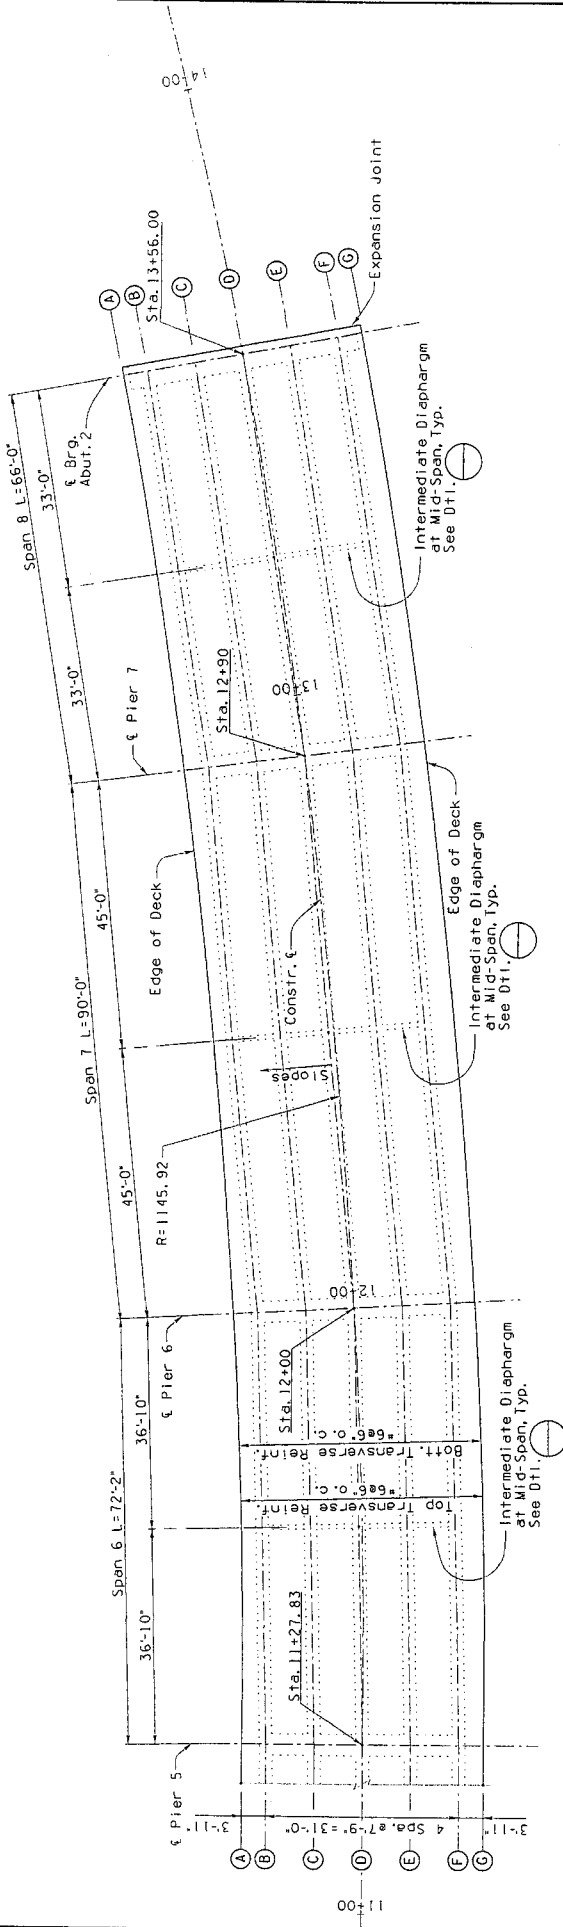 14+00
A
B
C
D
E
F
G
Sta. 13+56.00
Expansion Joint
℄ Brg.
Abut. 2
Span 8 L=66'-0"
33'-0"
33'-0"
Intermediate Diaphargm
at Mid-Span, Typ.
See Dtl.
℄ Pier 7
Sta. 12+90
13+00
Edge of Deck
Edge of Deck
Span 7 L=90'-0"
45'-0"
45'-0"
Constr. ℄
Intermediate Diaphargm
at Mid-Span, Typ.
See Dtl.
Slopes
R=1145.92
12+00
℄ Pier 6
Sta. 12+00
Span 6 L=72'-2"
36'-10"
36'-10"
Bott. Transverse Reinf.
#6@6" o.c.
Top Transverse Reinf.
#6@6" o.c.
Intermediate Diaphargm
at Mid-Span, Typ.
See Dtl.
Sta. 11+27.83
℄ Pier 5
3'-11"
4 Spa. @7'-9"=31'-0"
3'-11"
A
B
C
D
E
F
G
11+00